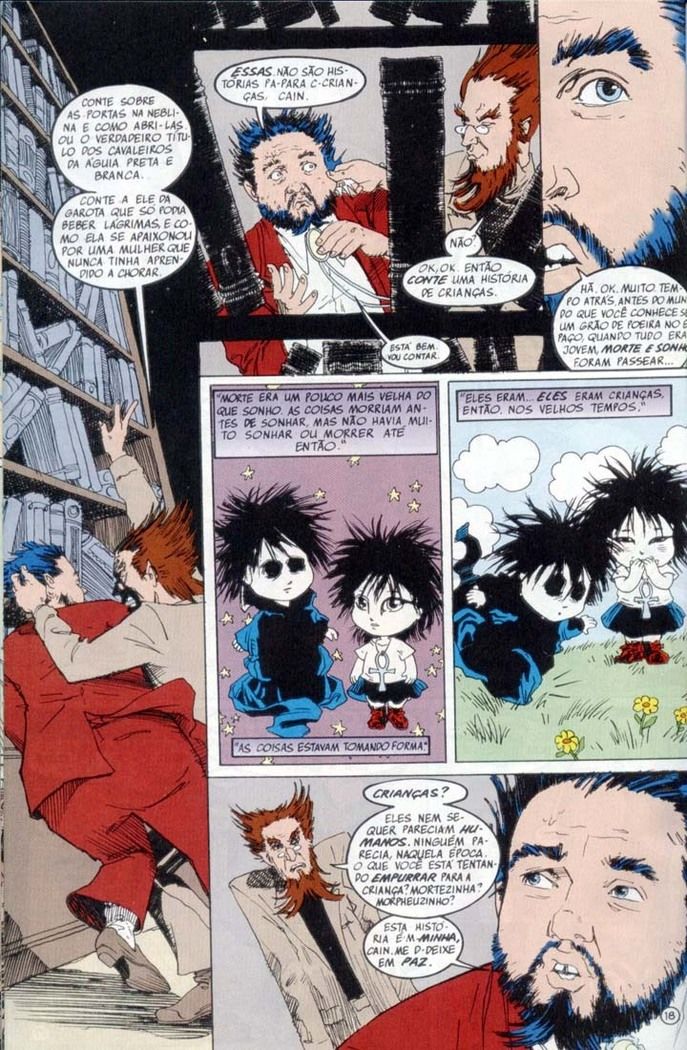 CONTE SOBRE
AS PORTAS NA NEBLI-
NA E COMO ABRI-LAS,
OU O VERDADEIRO TÍTU-
LO DOS CAVALEIROS
DA ÁGUIA PRETA E
BRANCA.
CONTE A ELE DA
GAROTA QUE SÓ PODIA
BEBER LÁGRIMAS, E CO-
MO ELA SE APAIXONOU
POR UMA MULHER QUE
NUNCA TINHA APREN-
DIDO A CHORAR.
ESSAS NÃO SÃO HIS-
TÓRIAS PA-PARA C-CRIAN-
ÇAS, CAIN.
NÃO?
OK, OK. ENTÃO
CONTE UMA HISTÓRIA
DE CRIANÇAS.
ESTÁ BEM.
VOU CONTAR.
HÃ, OK. MUITO TEM-
PO ATRÁS, ANTES DO MUN
DO QUE VOCÊ CONHECE SE
UM GRÃO DE POEIRA NO E
PAÇO, QUANDO TUDO ERA
JOVEM, MORTE E SONHO
FORAM PASSEAR...
"MORTE ERA UM POUCO MAIS VELHA DO
QUE SONHO. AS COISAS MORRIAM AN-
TES DE SONHAR, MAS NÃO HAVIA MUI-
TO SONHAR OU MORRER ATÉ
ENTÃO."
"AS COISAS ESTAVAM TOMANDO FORMA."
"ELES ERAM... ELES ERAM CRIANÇAS,
ENTÃO. NOS VELHOS TEMPOS."
CRIANÇAS?
ELES NEM SE-
QUER PARECIAM HU-
MANOS. NINGUÉM PA-
RECIA, NAQUELA ÉPOCA.
O QUE VOCÊ ESTÁ TENTAN-
DO EMPURRAR PARA A
CRIANÇA? MORTEZINHA?
MORPHEUZINHO?
ESTA HISTÓ-
RIA É M-MINHA,
CAIN. ME D-DEIXE
EM PAZ.
18